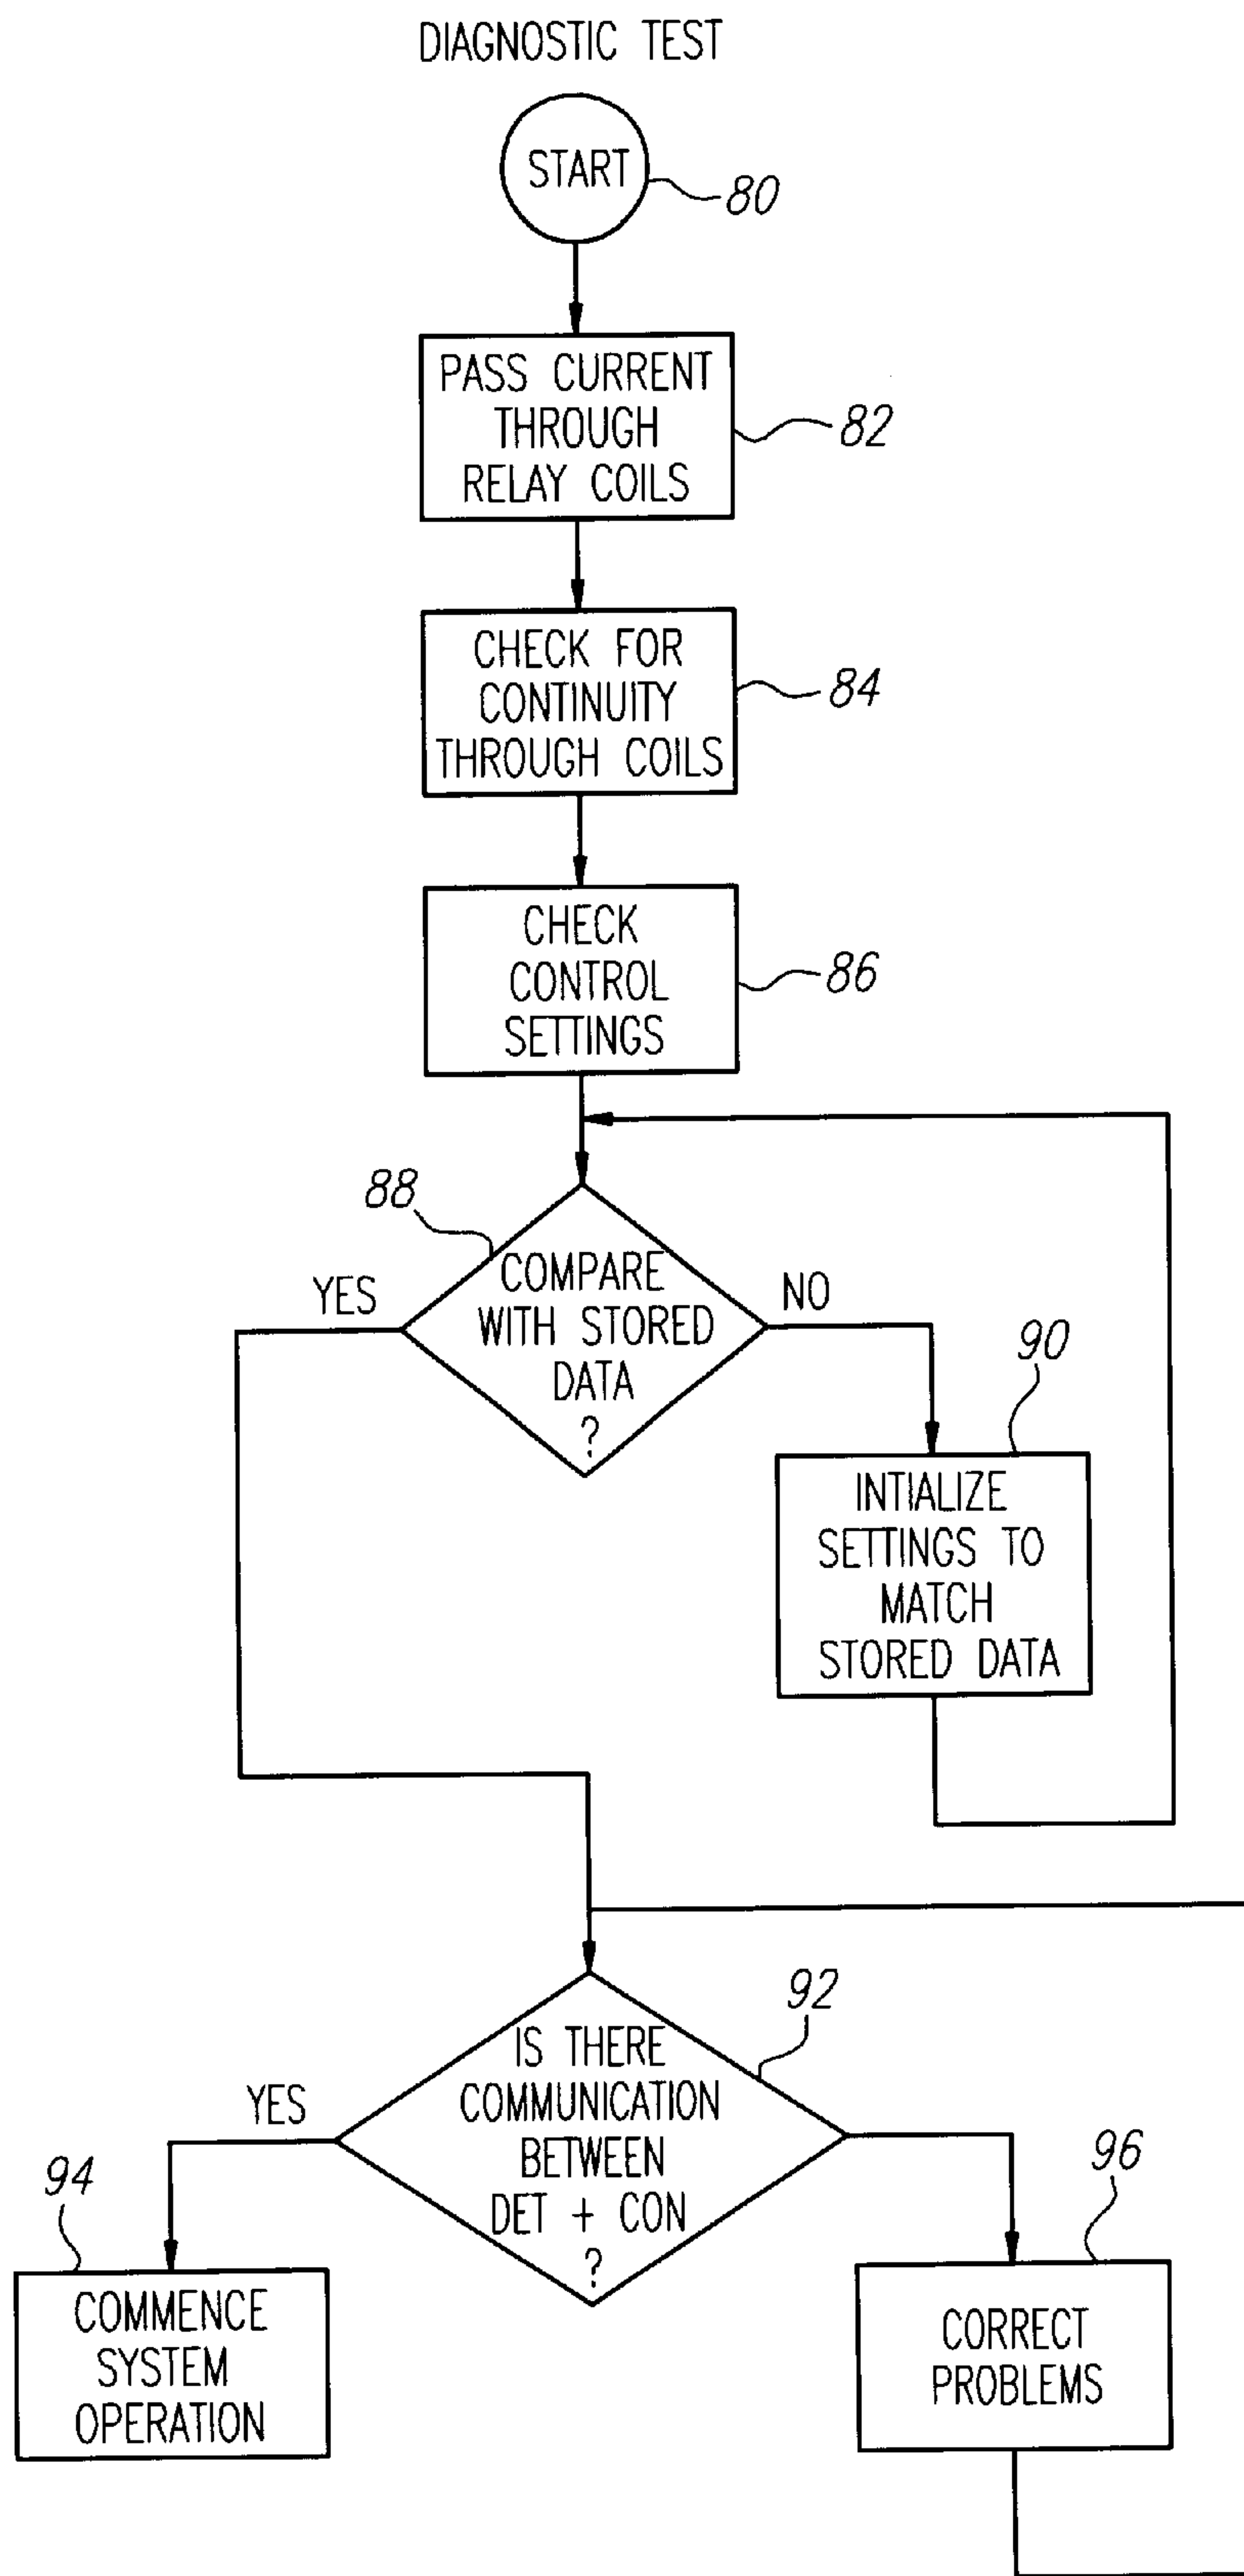 DIAGNOSTIC TEST
START
80
PASS CURRENT
THROUGH
RELAY COILS
82
CHECK FOR
CONTINUITY
THROUGH COILS
84
CHECK
CONTROL
SETTINGS
86
88
COMPARE
WITH STORED
DATA
?
YES
NO
90
INTIALIZE
SETTINGS TO
MATCH
STORED DATA
92
IS THERE
COMMUNICATION
BETWEEN
DET + CON
?
YES
94
COMMENCE
SYSTEM
OPERATION
96
CORRECT
PROBLEMS